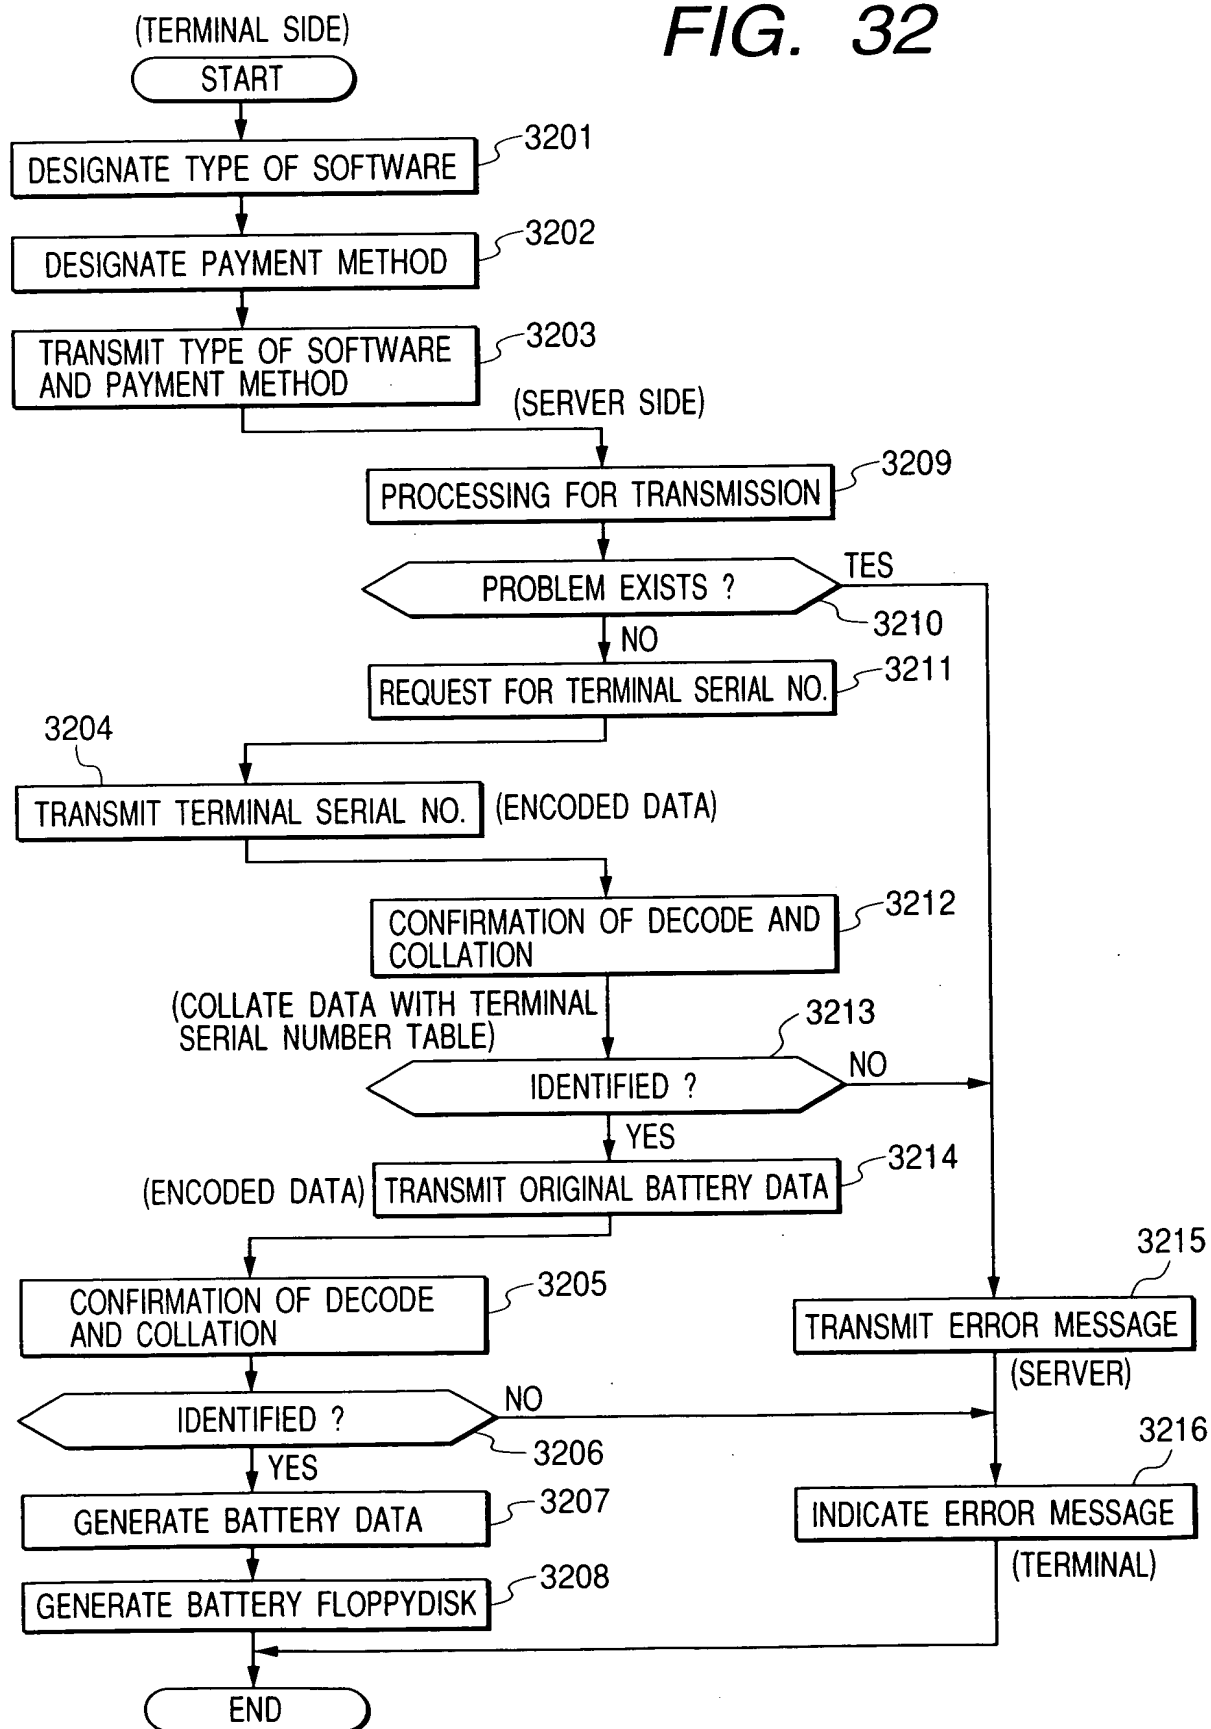 FIG. 32
(TERMINAL SIDE)
START
3201
DESIGNATE TYPE OF SOFTWARE
3202
DESIGNATE PAYMENT METHOD
3203
TRANSMIT TYPE OF SOFTWARE
AND PAYMENT METHOD
(SERVER SIDE)
3209
PROCESSING FOR TRANSMISSION
TES
PROBLEM EXISTS ?
3210
NO
3211
REQUEST FOR TERMINAL SERIAL NO.
3204
TRANSMIT TERMINAL SERIAL NO.
(ENCODED DATA)
3212
CONFIRMATION OF DECODE AND
COLLATION
(COLLATE DATA WITH TERMINAL
SERIAL NUMBER TABLE)
3213
NO
IDENTIFIED ?
YES
3214
(ENCODED DATA)
TRANSMIT ORIGINAL BATTERY DATA
3215
3205
CONFIRMATION OF DECODE
AND COLLATION
TRANSMIT ERROR MESSAGE
(SERVER)
NO
IDENTIFIED ?
3206
3216
YES
3207
GENERATE BATTERY DATA
INDICATE ERROR MESSAGE
(TERMINAL)
3208
GENERATE BATTERY FLOPPYDISK
END